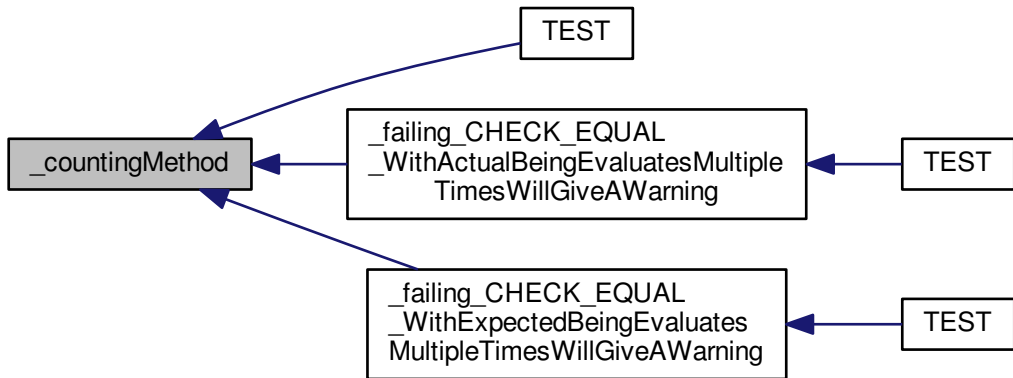 TEST
_countingMethod
_failing_CHECK_EQUAL
_WithActualBeingEvaluatesMultiple
TimesWillGiveAWarning
TEST
_failing_CHECK_EQUAL
_WithExpectedBeingEvaluates
MultipleTimesWillGiveAWarning
TEST